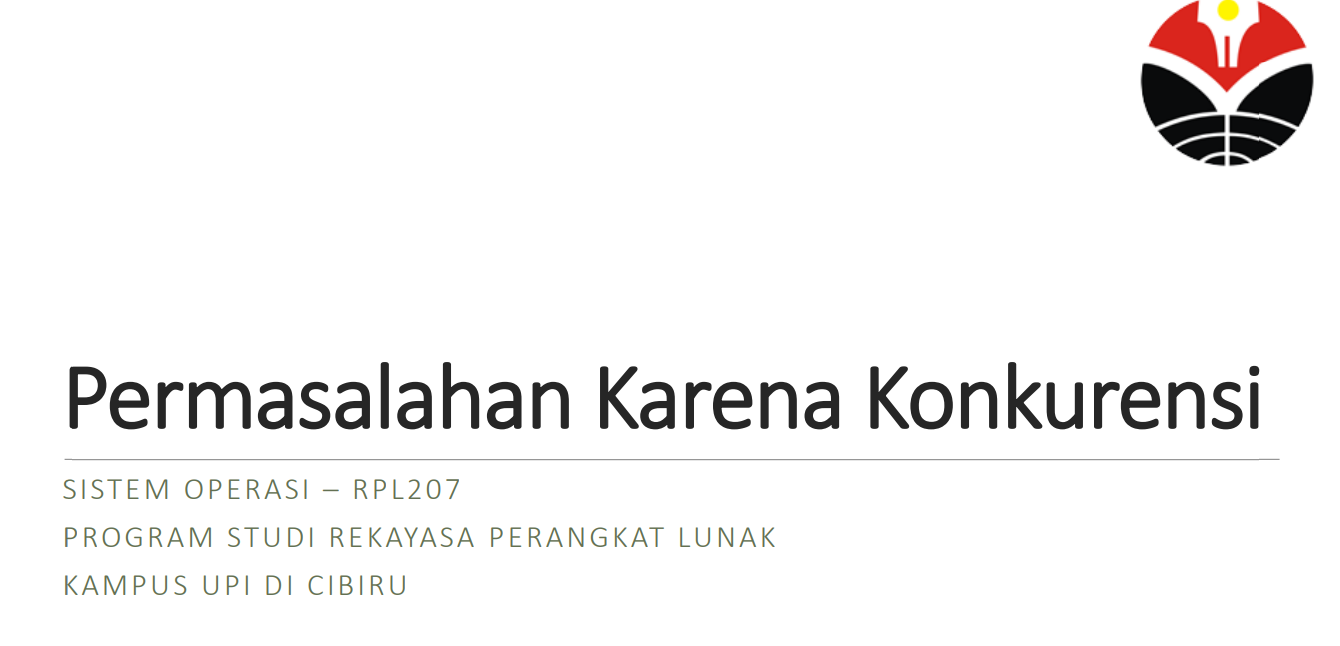 Permasalahan Karena Konkurensi
SISTEM OPERASI – RPL207
PROGRAM STUDI REKAYASA PERANGKAT LUNAK
KAMPUS UPI DI CIBIRU